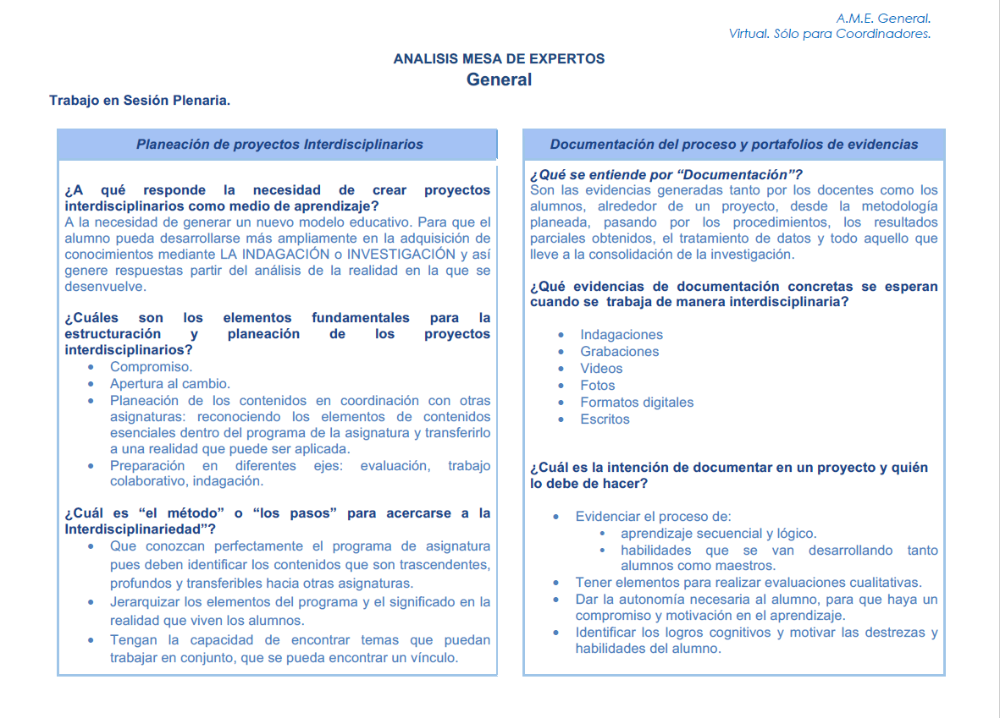 A.M.E. General.
Virtual. Sólo para Coordinadores.
ANALISIS MESA DE EXPERTOS
General
Trabajo en Sesión Plenaria.
Planeación de proyectos Interdisciplinarios
¿A qué responde la necesidad de crear proyectos
interdisciplinarios como medio de aprendizaje?
A la necesidad de generar un nuevo modelo educativo. Para que el
alumno pueda desarrollarse más ampliamente en la adquisición de
conocimientos mediante LA INDAGACIÓN o INVESTIGACIÓN y así
genere respuestas partir del análisis de la realidad en la que se
desenvuelve.
¿Cuáles son los elementos fundamentales para la
estructuración y planeación de los proyectos
interdisciplinarios?
• Compromiso.
• Apertura al cambio.
• Planeación de los contenidos en coordinación con otras
asignaturas: reconociendo los elementos de contenidos
esenciales dentro del programa de la asignatura y transferirlo
a una realidad que puede ser aplicada.
• Preparación en diferentes ejes: evaluación, trabajo
colaborativo, indagación.
¿Cuál es “el método” o “los pasos” para acercarse a la
Interdisciplinariedad”?
• Que conozcan perfectamente el programa de asignatura
pues deben identificar los contenidos que son trascendentes,
profundos y transferibles hacia otras asignaturas.
• Jerarquizar los elementos del programa y el significado en la
realidad que viven los alumnos.
• Tengan la capacidad de encontrar temas que puedan
trabajar en conjunto, que se pueda encontrar un vínculo.
Documentación del proceso y portafolios de evidencias
¿Qué se entiende por “Documentación”?
Son las evidencias generadas tanto por los docentes como los
alumnos, alrededor de un proyecto, desde la metodología
planeada, pasando por los procedimientos, los resultados
parciales obtenidos, el tratamiento de datos y todo aquello que
lleve a la consolidación de la investigación.
¿Qué evidencias de documentación concretas se esperan
cuando se trabaja de manera interdisciplinaria?
• Indagaciones
• Grabaciones
• Videos
• Fotos
• Formatos digitales
• Escritos
¿Cuál es la intención de documentar en un proyecto y quién
lo debe de hacer?
• Evidenciar el proceso de:
• aprendizaje secuencial y lógico.
• habilidades que se van desarrollando tanto
alumnos como maestros.
• Tener elementos para realizar evaluaciones cualitativas.
• Dar la autonomía necesaria al alumno, para que haya un
compromiso y motivación en el aprendizaje.
• Identificar los logros cognitivos y motivar las destrezas y
habilidades del alumno.